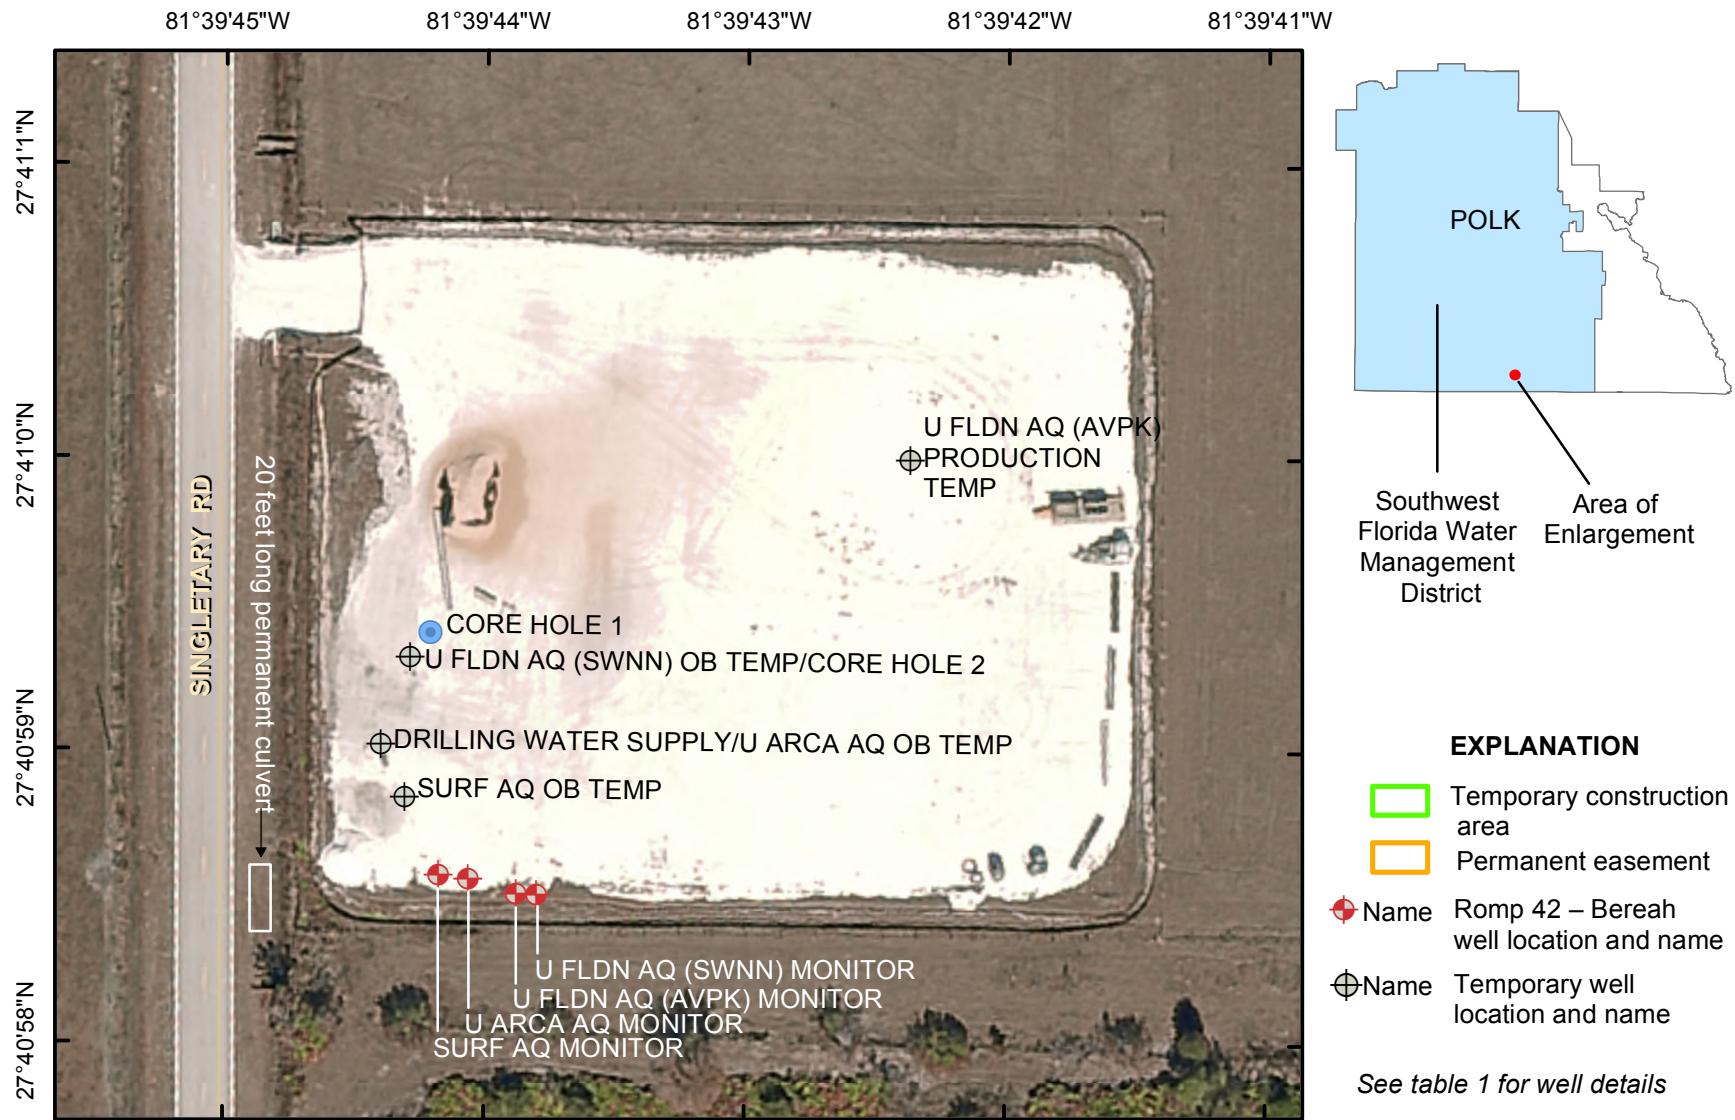 81°39'45"W
81°39'44"W
81°39'43"W
81°39'42"W
81°39'41"W
27°41'1"N
27°41'0"N
27°40'59"N
27°40'58"N
SINGLETARY RD
20 feet long permanent culvert
U FLDN AQ (AVPK)
PRODUCTION
TEMP
CORE HOLE 1
U FLDN AQ (SWNN) OB TEMP/CORE HOLE 2
DRILLING WATER SUPPLY/U ARCA AQ OB TEMP
SURF AQ OB TEMP
U FLDN AQ (SWNN) MONITOR
U FLDN AQ (AVPK) MONITOR
U ARCA AQ MONITOR
SURF AQ MONITOR
POLK
Southwest
Florida Water
Management
District
Area of
Enlargement
EXPLANATION
Temporary construction
area
Permanent easement
Name Romp 42 – Bereah
well location and name
Name Temporary well
location and name
See table 1 for well details